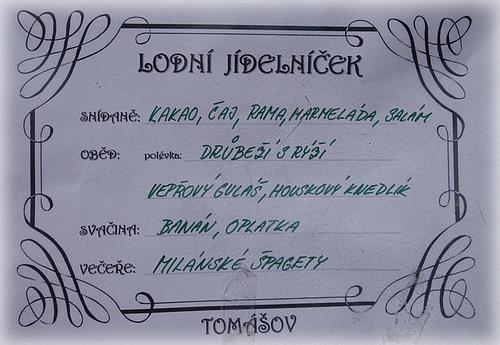 LODNÍ JÍDELNÍČEK
SNÍDANĚ: KAKAO, ČAJ, RAMA, MARMELÁDA, SALÁM
OBĚD: polévka: DRŮBEŽÍ S RÝŽÍ
VEPŘOVÝ GULÁŠ, HOUSKOVÝ KNEDLÍK
SVAČINA: BANÁN, OPLATKA
VEČEŘE: MILÁNSKÉ ŠPAGETY
TOMÁŠOV